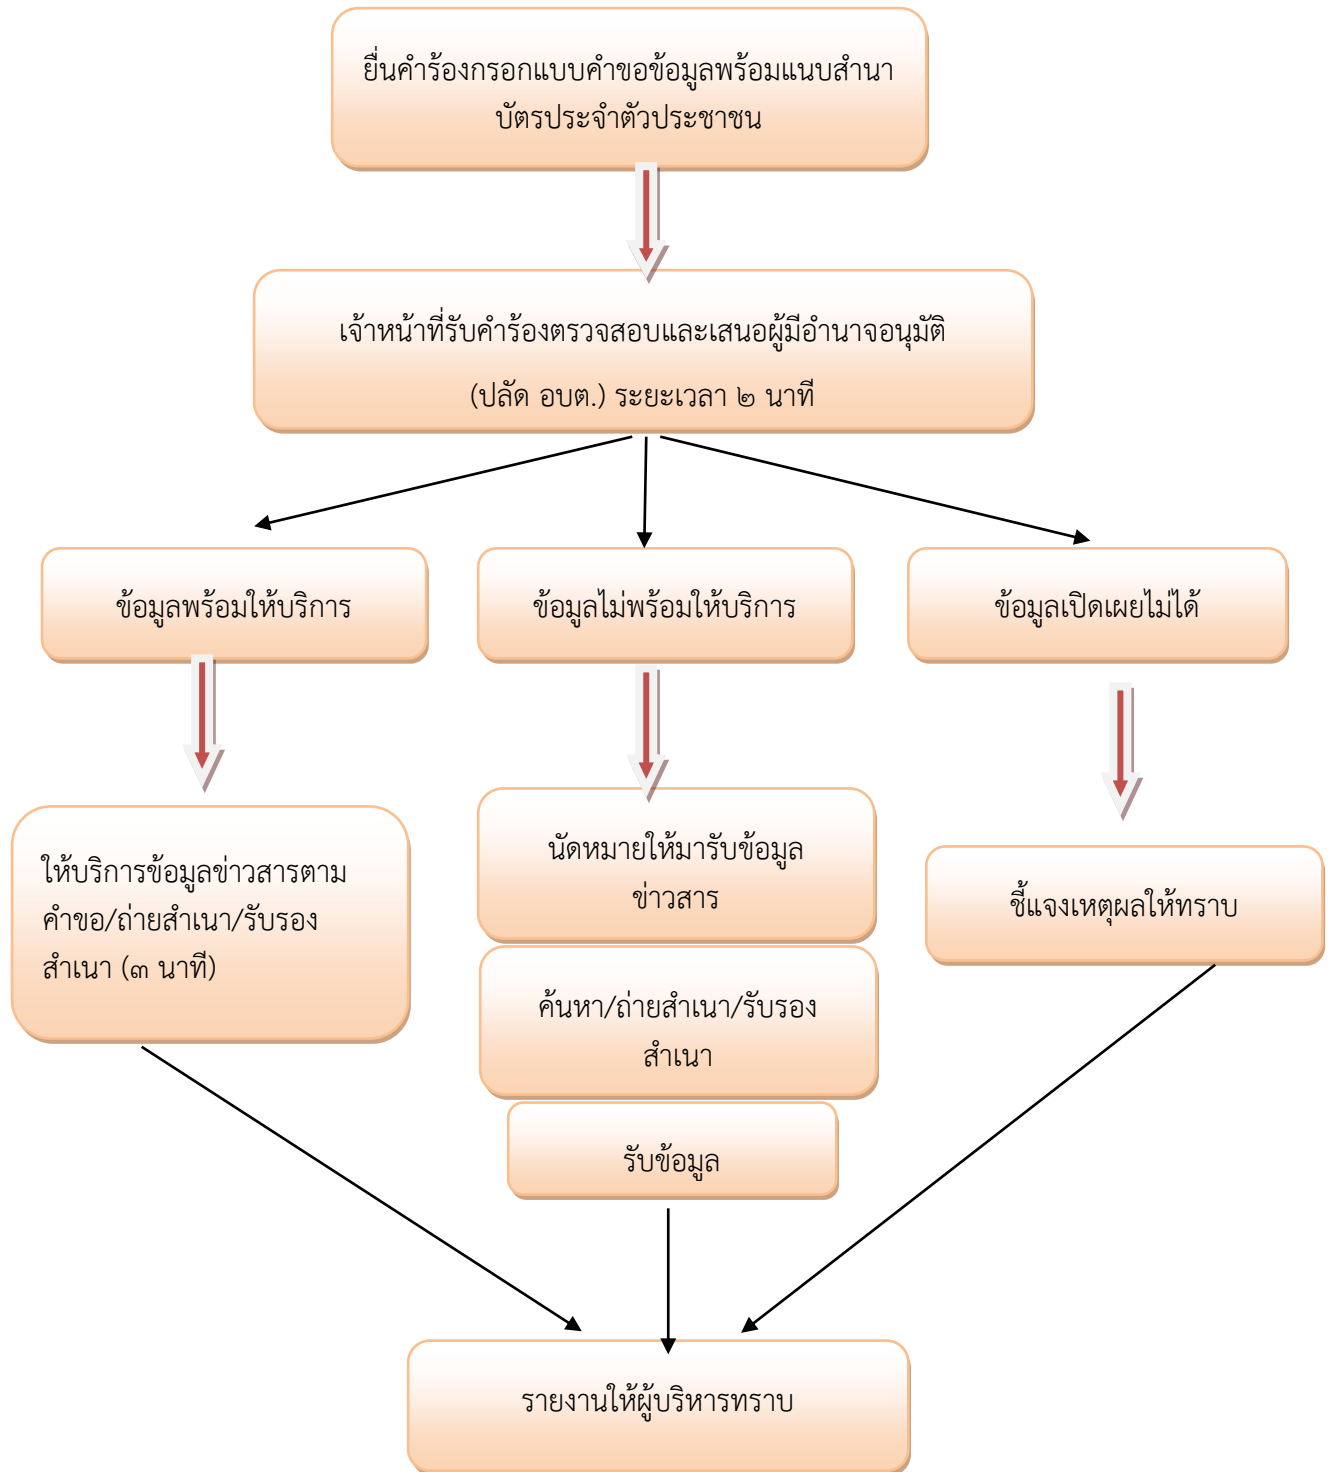 ยื่นคำร้องกรอกแบบคำขอข้อมูลพร้อมแนบสำนา
บัตรประจำตัวประชาชน
เจ้าหน้าที่รับคำร้องตรวจสอบและเสนอผู้มีอำนาจอนุมัติ
(ปลัด อบต.) ระยะเวลา ๒ นาที
ข้อมูลพร้อมให้บริการ
ข้อมูลไม่พร้อมให้บริการ
ข้อมูลเปิดเผยไม่ได้
ให้บริการข้อมูลข่าวสารตาม
คำขอ/ถ่ายสำเนา/รับรอง
สำเนา (๓ นาที)
นัดหมายให้มารับข้อมูล
ข่าวสาร
ค้นหา/ถ่ายสำเนา/รับรอง
สำเนา
รับข้อมูล
ชี้แจงเหตุผลให้ทราบ
รายงานให้ผู้บริหารทราบ